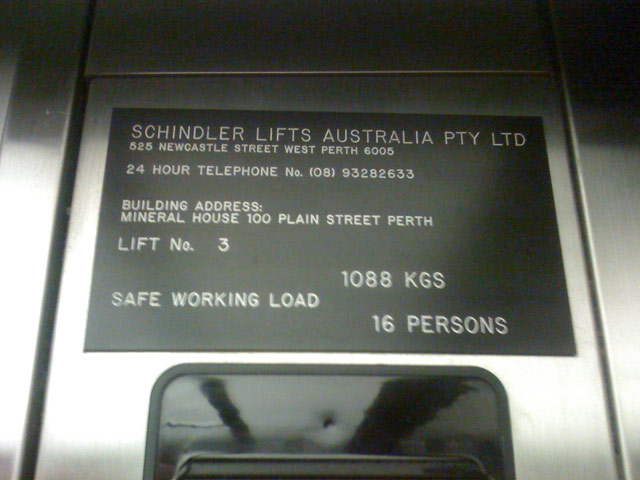 SCHINDLER LIFTS AUSTRALIA PTY LTD
525 NEWCASTLE STREET WEST PERTH 6005
24 HOUR TELEPHONE No. (08) 93282633
BUILDING ADDRESS:
MINERAL HOUSE 100 PLAIN STREET PERTH
LIFT No. 3
1088 KGS
SAFE WORKING LOAD
16 PERSONS